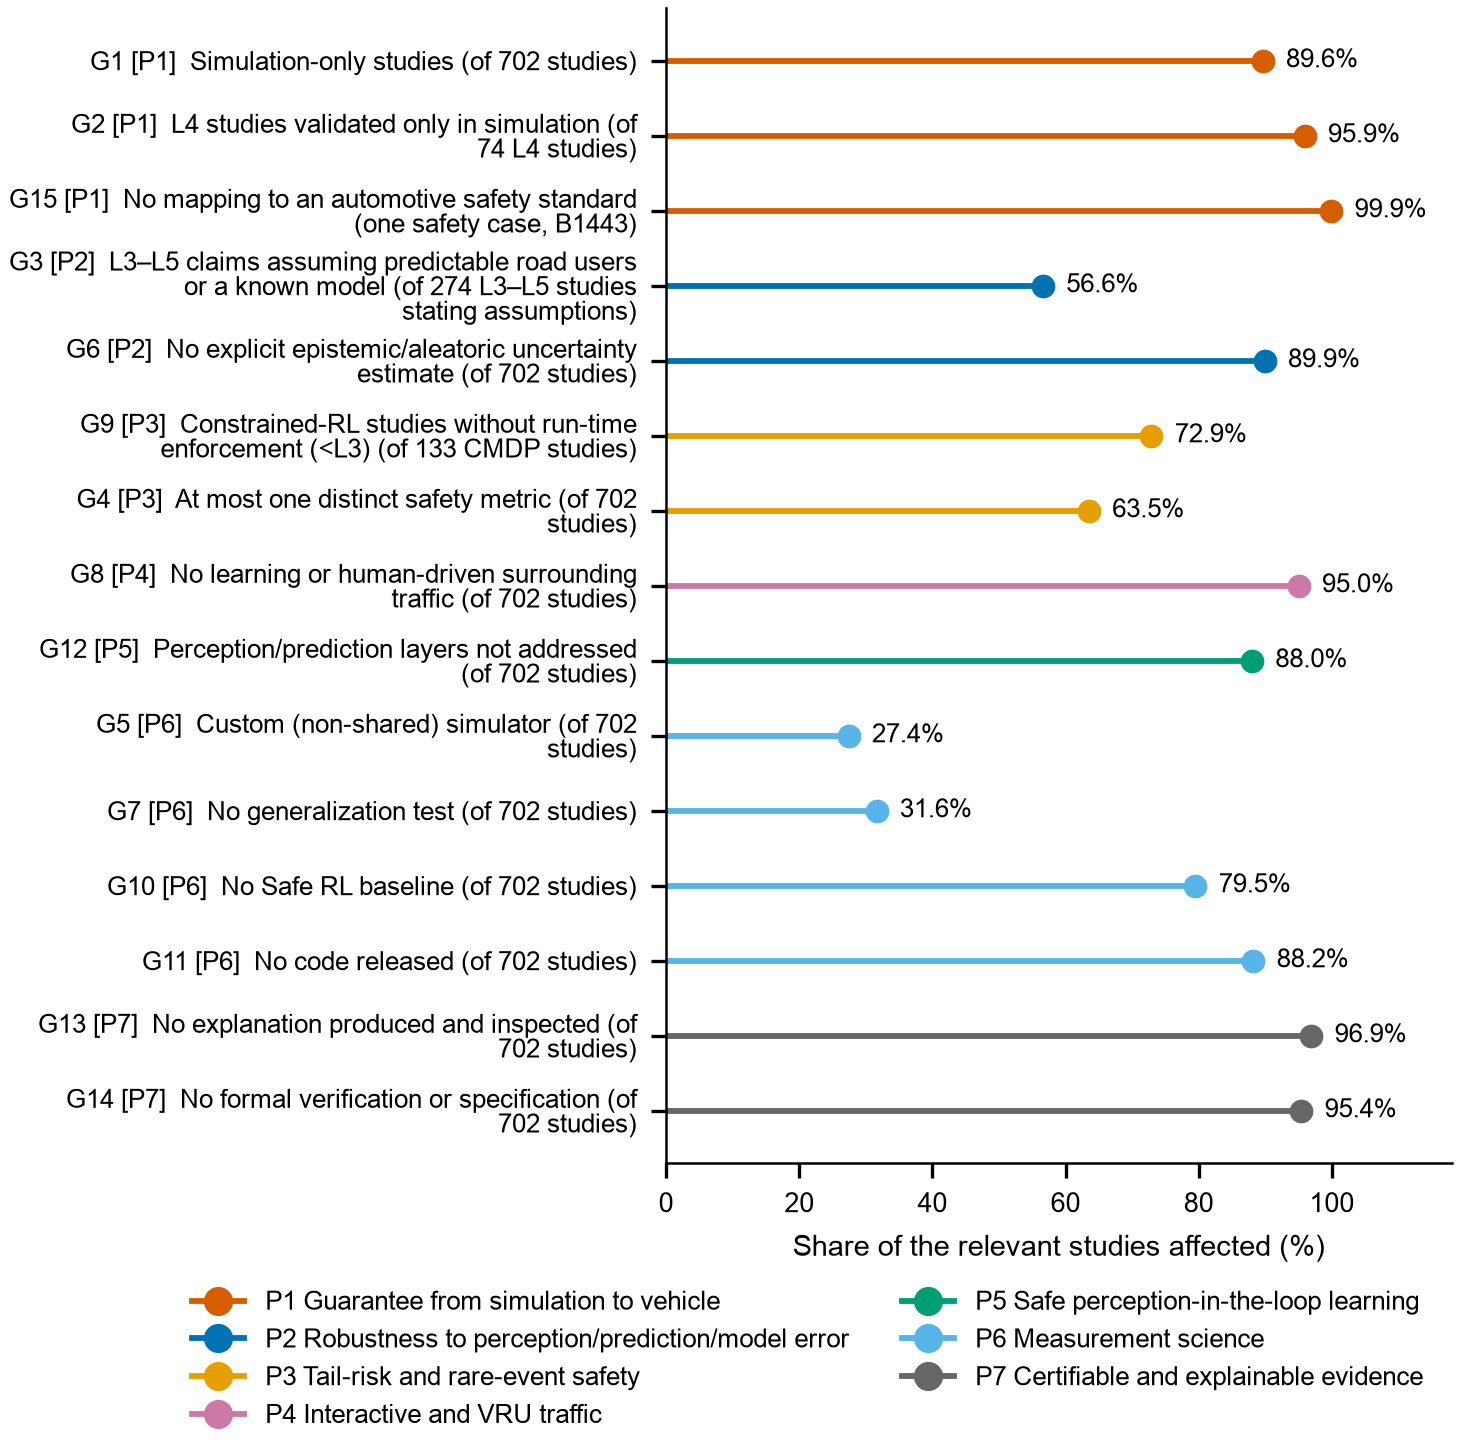 G1 [P1]  Simulation-only studies (of 702 studies)
89.6%
G2 [P1]  L4 studies validated only in simulation (of
74 L4 studies)
95.9%
G15 [P1]  No mapping to an automotive safety standard
(one safety case, B1443)
99.9%
G3 [P2]  L3–L5 claims assuming predictable road users
or a known model (of 274 L3–L5 studies
stating assumptions)
56.6%
G6 [P2]  No explicit epistemic/aleatoric uncertainty
estimate (of 702 studies)
89.9%
G9 [P3]  Constrained-RL studies without run-time
enforcement (<L3) (of 133 CMDP studies)
72.9%
G4 [P3]  At most one distinct safety metric (of 702
studies)
63.5%
G8 [P4]  No learning or human-driven surrounding
traffic (of 702 studies)
95.0%
G12 [P5]  Perception/prediction layers not addressed
(of 702 studies)
88.0%
G5 [P6]  Custom (non-shared) simulator (of 702
studies)
27.4%
G7 [P6]  No generalization test (of 702 studies)
31.6%
G10 [P6]  No Safe RL baseline (of 702 studies)
79.5%
G11 [P6]  No code released (of 702 studies)
88.2%
G13 [P7]  No explanation produced and inspected (of
702 studies)
96.9%
G14 [P7]  No formal verification or specification (of
702 studies)
95.4%
0 20 40 60 80 100
Share of the relevant studies affected (%)
P1 Guarantee from simulation to vehicle
P2 Robustness to perception/prediction/model error
P3 Tail-risk and rare-event safety
P4 Interactive and VRU traffic
P5 Safe perception-in-the-loop learning
P6 Measurement science
P7 Certifiable and explainable evidence